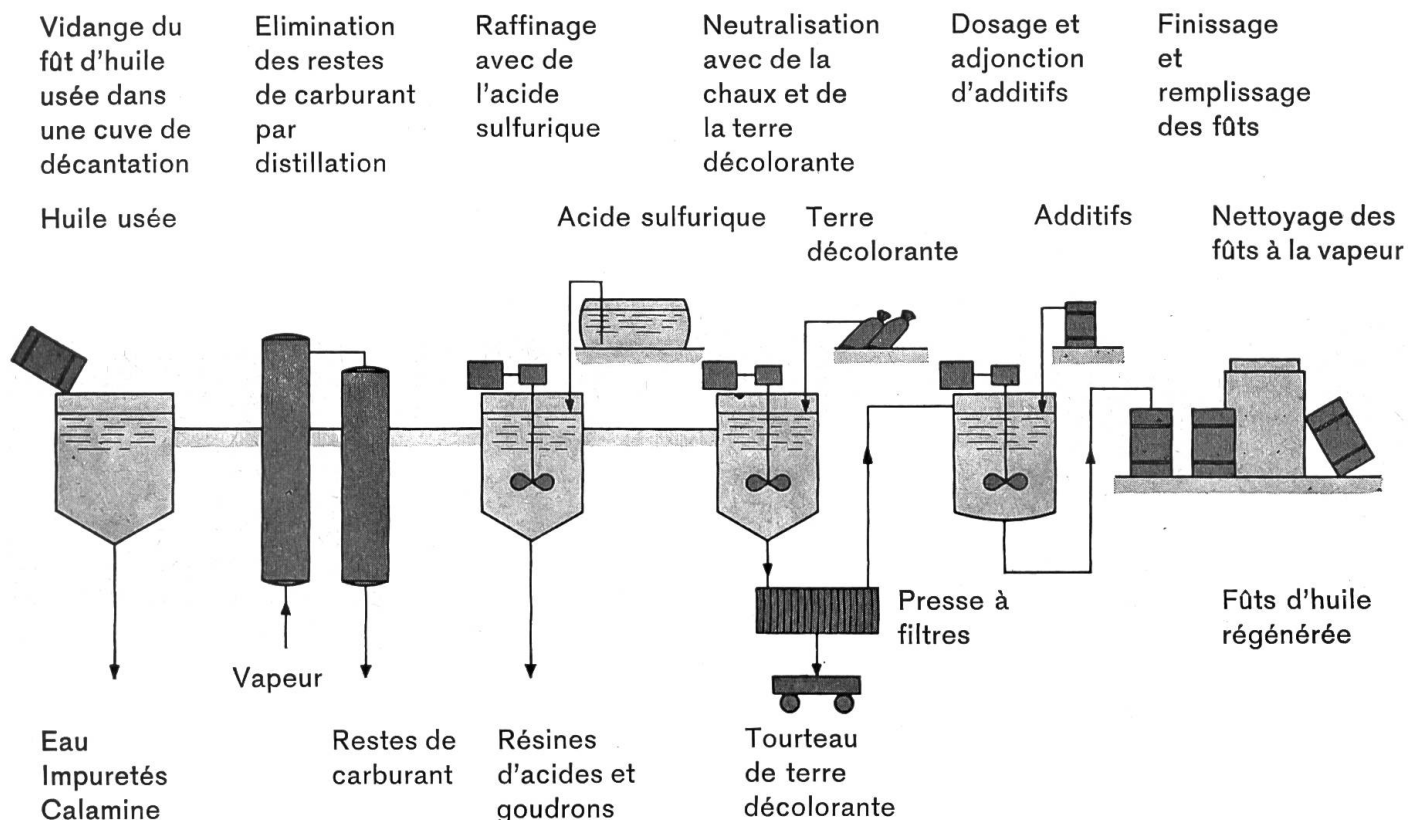 Vidange du
fût d'huile
usée dans
une cuve de
décantation
Elimination
des restes
de carburant
par
distillation
Raffinage
avec de
l'acide
sulfurique
Neutralisation
avec de la
chaux et de
la terre
décolorante
Dosage et
adjonction
d'additifs
Finissage
et
remplissage
des fûts
Huile usée
Acide sulfurique
Terre
décolorante
Additifs
Nettoyage des
fûts à la vapeur
Vapeur
Presse à
filtres
Fûts d'huile
régénérée
Eau
Impuretés
Calamine
Restes de
carburant
Résines
d'acides et
goudrons
Tourteau
de terre
décolorante